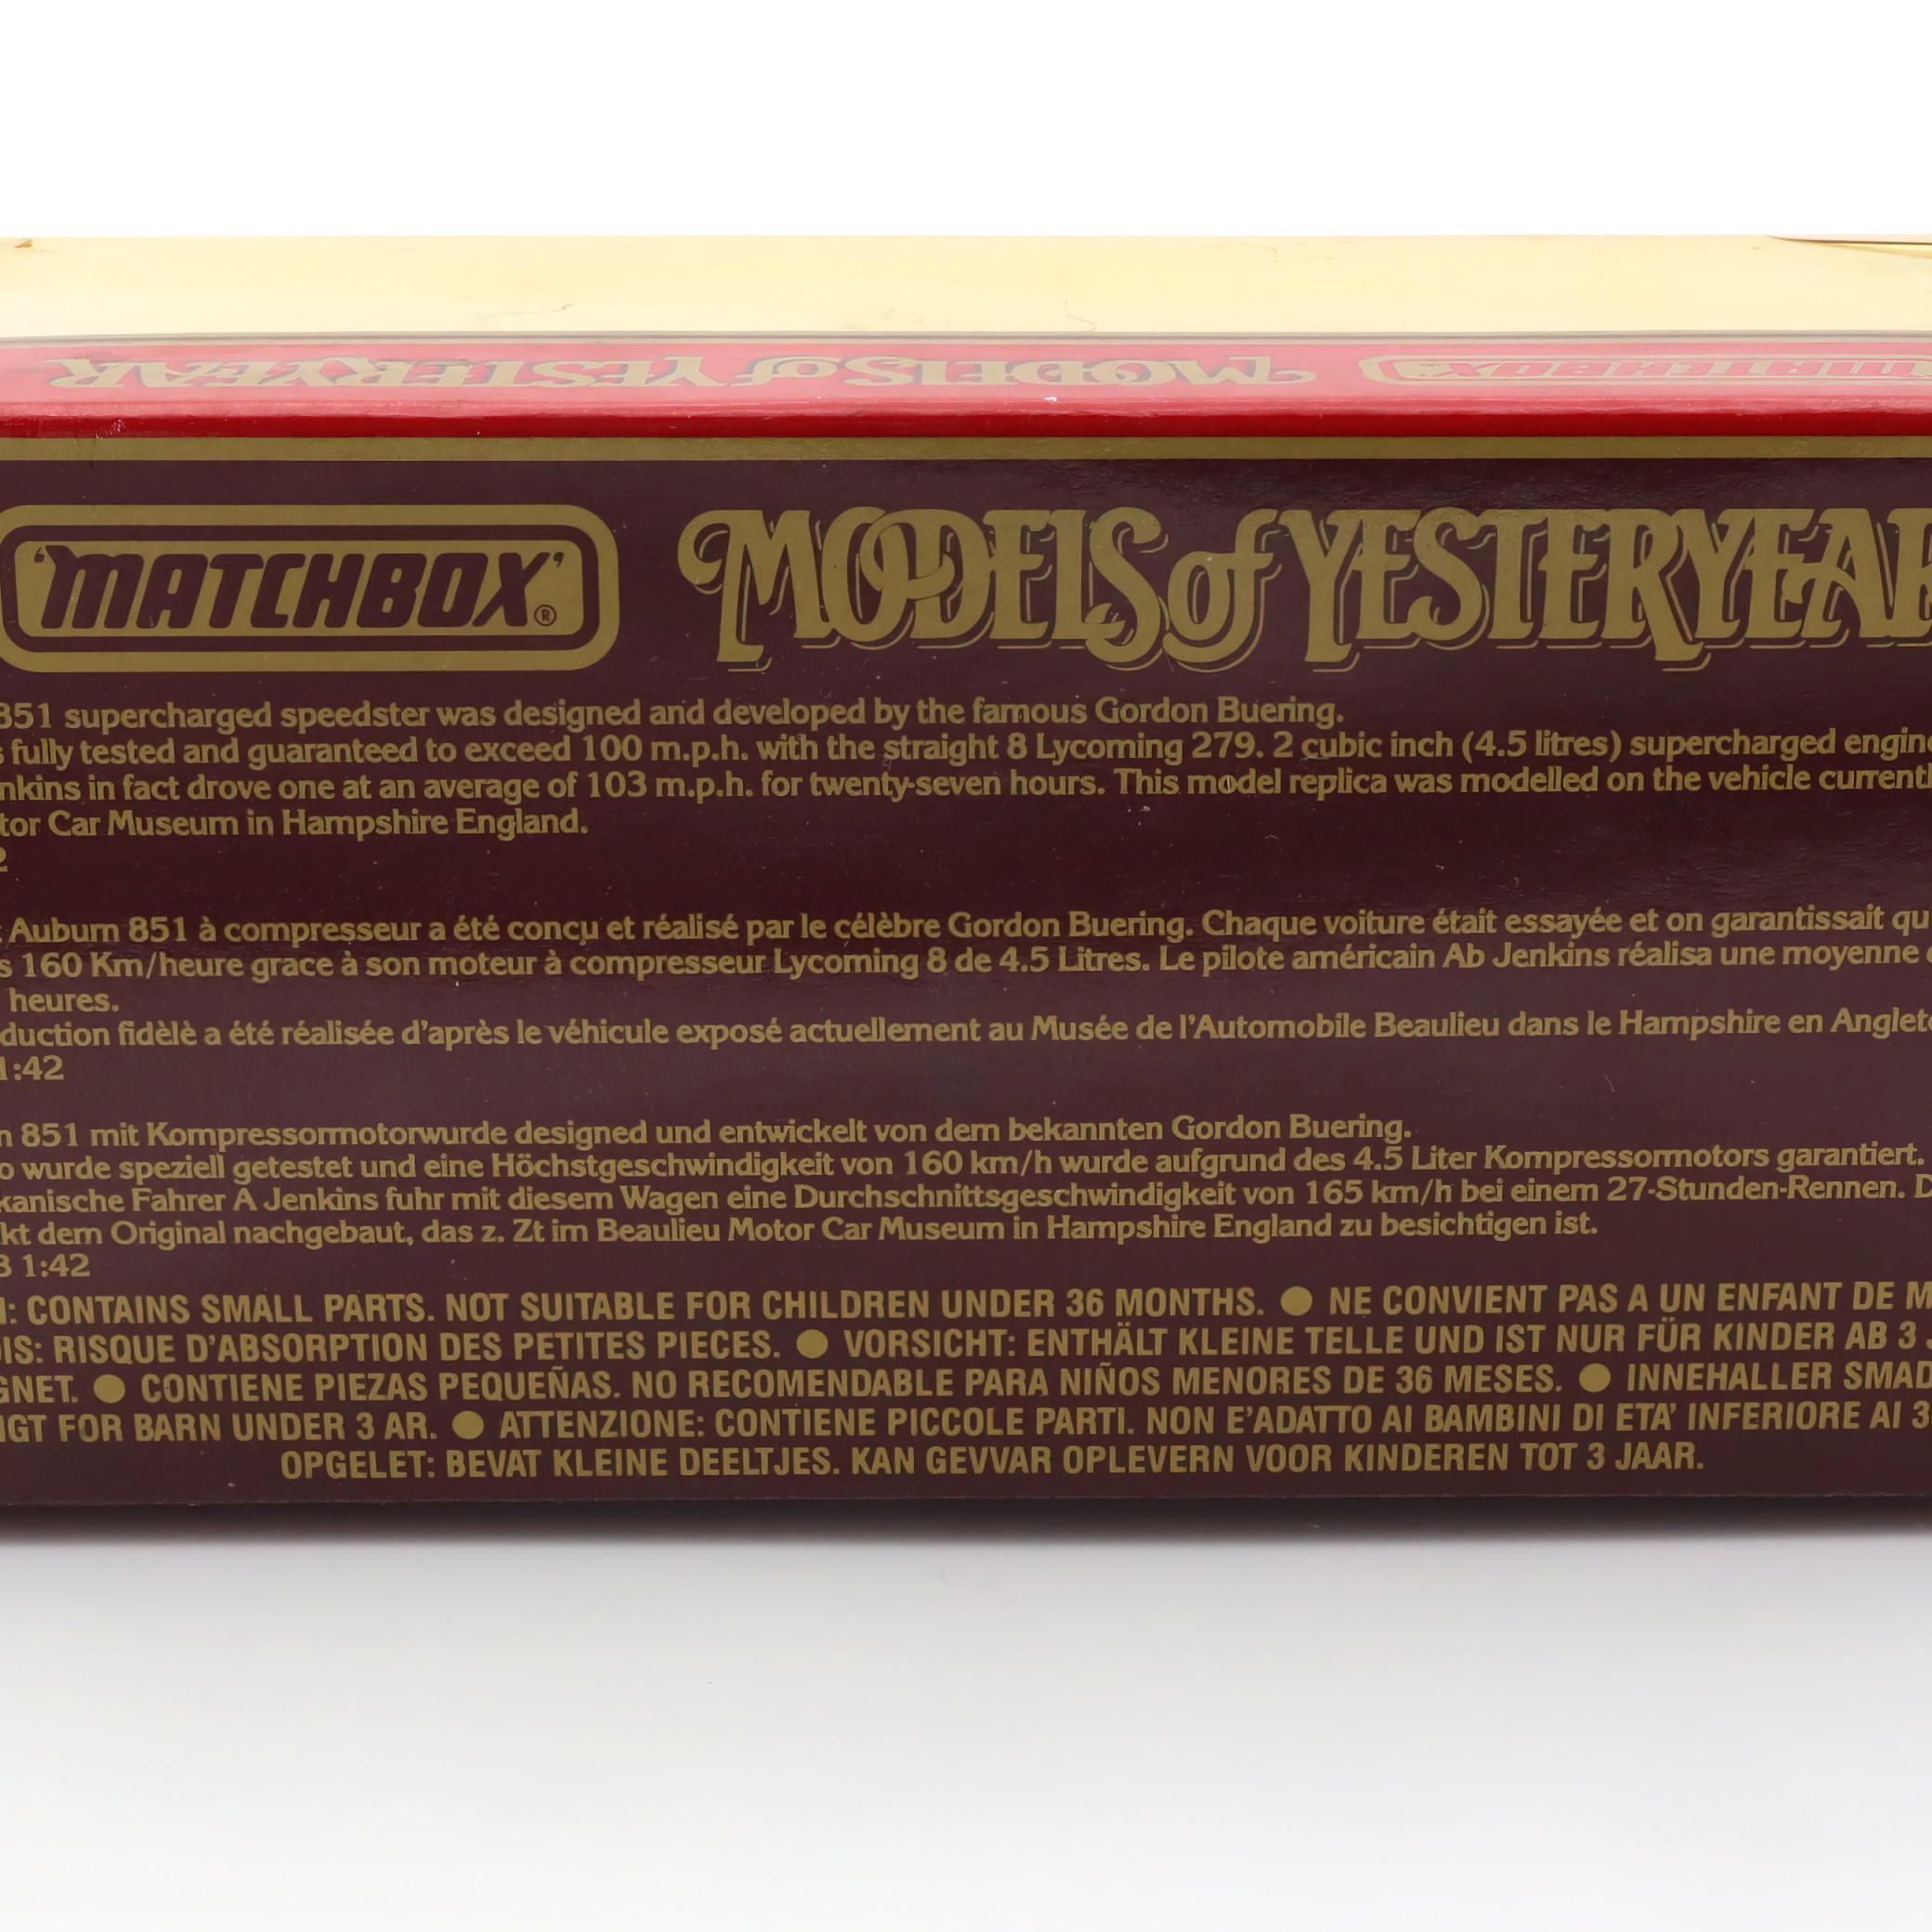 MODELS of YESTERYEAR
'MATCHBOX'® MODELS of YESTERYEAR
851 supercharged speedster was designed and developed by the famous Gordon Buering.
fully tested and guaranteed to exceed 100 m.p.h. with the straight 8 Lycoming 279. 2 cubic inch (4.5 litres) supercharged engine
nkins in fact drove one at an average of 103 m.p.h. for twenty-seven hours. This model replica was modelled on the vehicle currentl
tor Car Museum in Hampshire England.
2
Auburn 851 à compresseur a été conçu et réalisé par le célèbre Gordon Buering. Chaque voiture était essayée et on garantissait qu
s 160 Km/heure grace à son moteur à compresseur Lycoming 8 de 4.5 Litres. Le pilote américain Ab Jenkins réalisa une moyenne
heures.
duction fidèlè a été réalisée d'après le véhicule exposé actuellement au Musée de l'Automobile Beaulieu dans le Hampshire en Anglete
1:42
n 851 mit Kompressormotorwurde designed und entwickelt von dem bekannten Gordon Buering.
o wurde speziell getestet und eine Höchstgeschwindigkeit von 160 km/h wurde aufgrund des 4.5 Liter Kompressormotors garantiert.
kanische Fahrer A Jenkins fuhr mit diesem Wagen eine Durchschnittsgeschwindigkeit von 165 km/h bei einem 27-Stunden-Rennen. D
kt dem Original nachgebaut, das z. Zt im Beaulieu Motor Car Museum in Hampshire England zu besichtigen ist.
B 1:42
: CONTAINS SMALL PARTS. NOT SUITABLE FOR CHILDREN UNDER 36 MONTHS. ● NE CONVIENT PAS A UN ENFANT DE M
IS: RISQUE D'ABSORPTION DES PETITES PIECES. ● VORSICHT: ENTHÄLT KLEINE TELLE UND IST NUR FÜR KINDER AB 3 J
GNET. ● CONTIENE PIEZAS PEQUEÑAS. NO RECOMENDABLE PARA NIÑOS MENORES DE 36 MESES. ● INNEHALLER SMAD
IGT FOR BARN UNDER 3 AR. ● ATTENZIONE: CONTIENE PICCOLE PARTI. NON E'ADATTO AI BAMBINI DI ETA' INFERIORE AI 3
OPGELET: BEVAT KLEINE DEELTJES. KAN GEVVAR OPLEVERN VOOR KINDEREN TOT 3 JAAR.